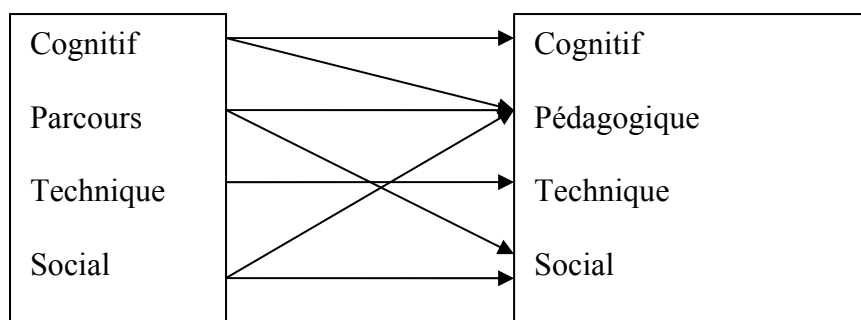 Cognitif
Parcours
Technique
Social
Cognitif
Pédagogique
Technique
Social